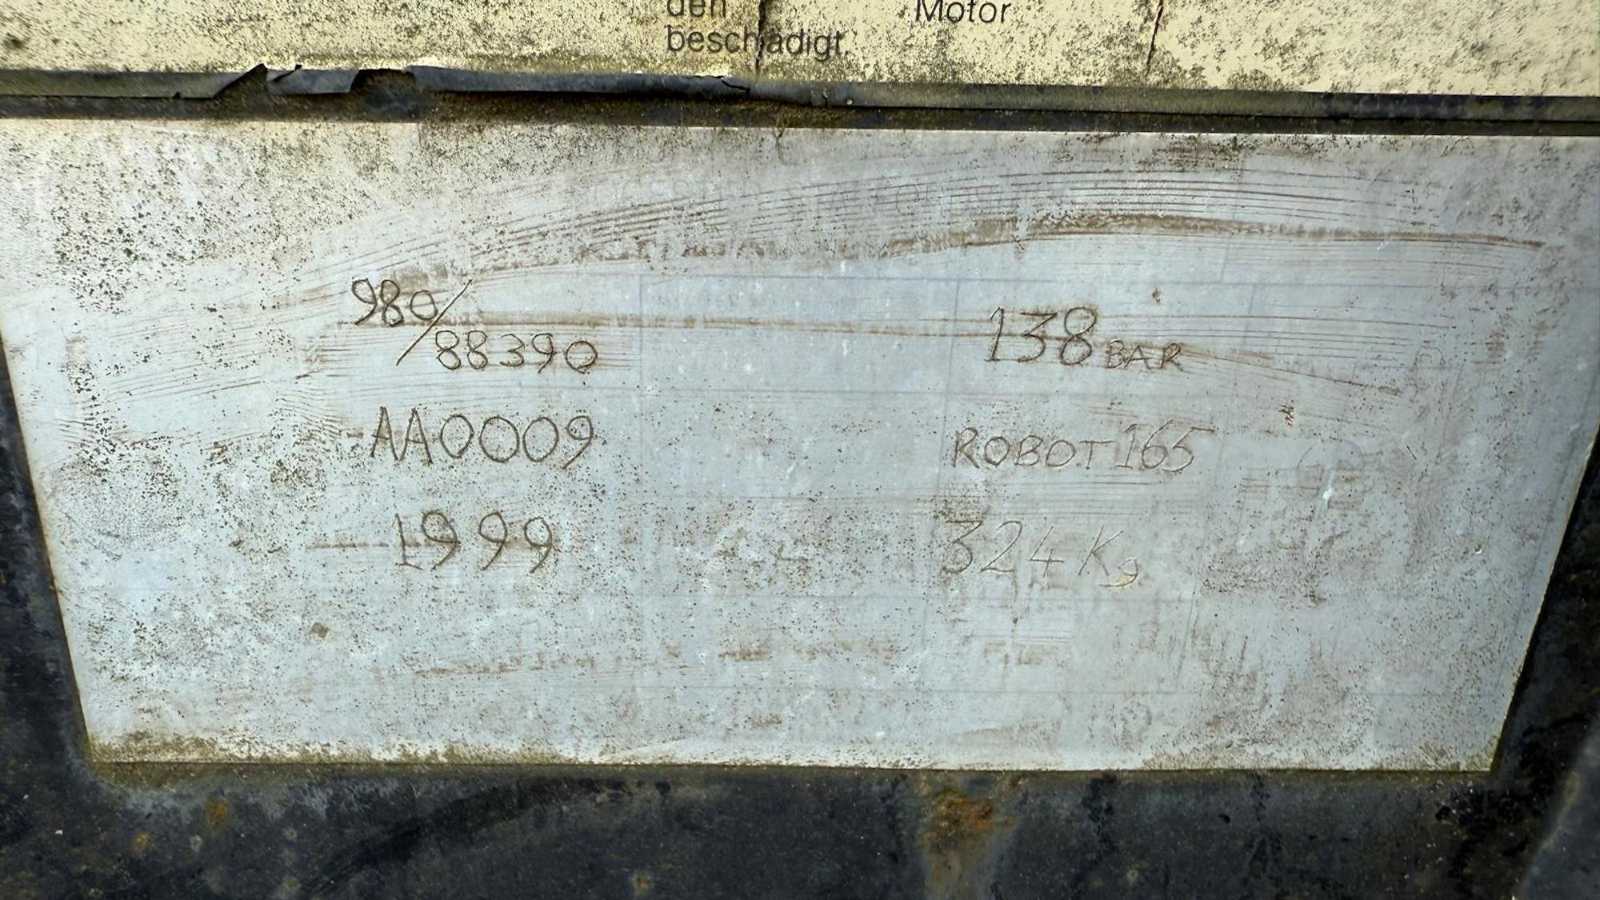 den Motor
beschädigt.
980/88390 138 BAR
AA0009 ROBOT 165
1999 324 Kg